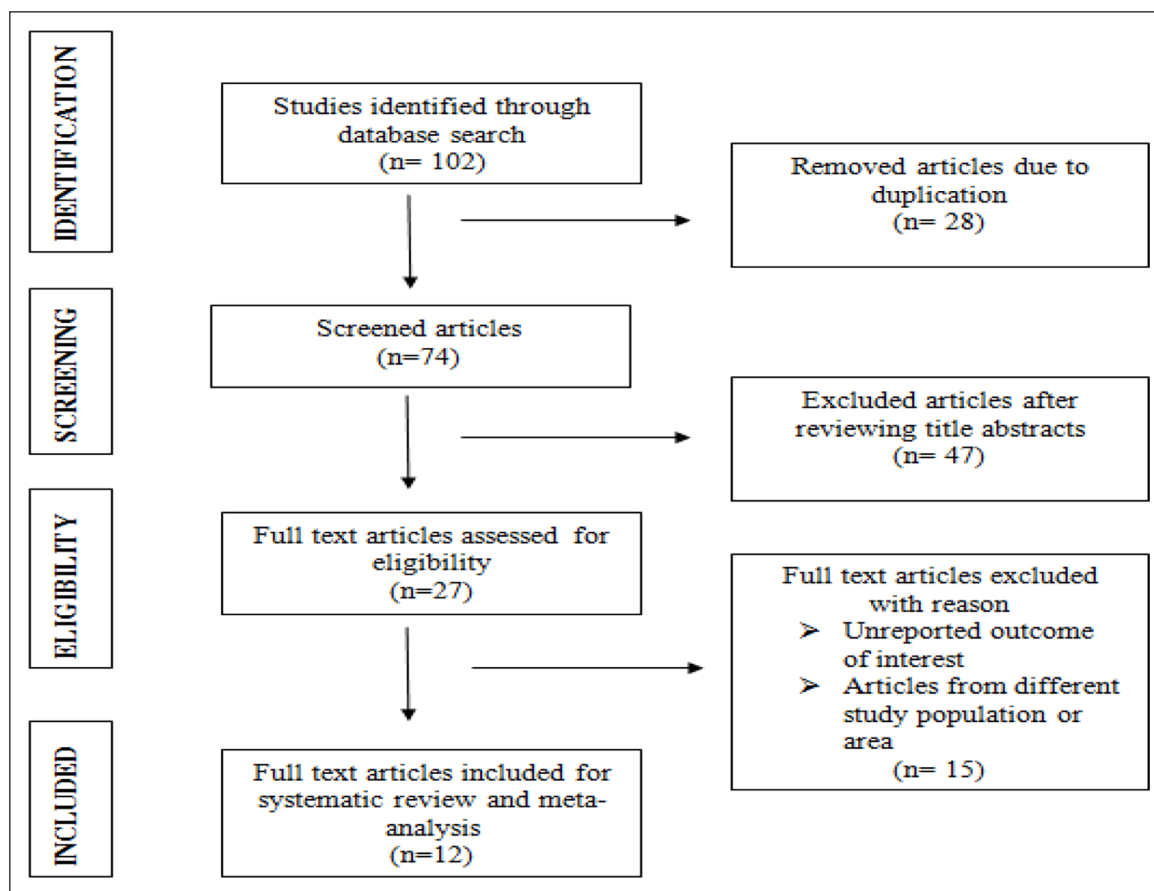 IDENTIFICATION
Studies identified through
database search
(n= 102)
Removed articles due to
duplication
(n= 28)
SCREENING
Screened articles
(n=74)
Excluded articles after
reviewing title abstracts
(n= 47)
ELIGIBILITY
Full text articles assessed for
eligibility
(n=27)
Full text articles excluded
with reason
➢ Unreported outcome
of interest
➢ Articles from different
study population or
area
(n= 15)
INCLUDED
Full text articles included for
systematic review and meta-
analysis
(n=12)